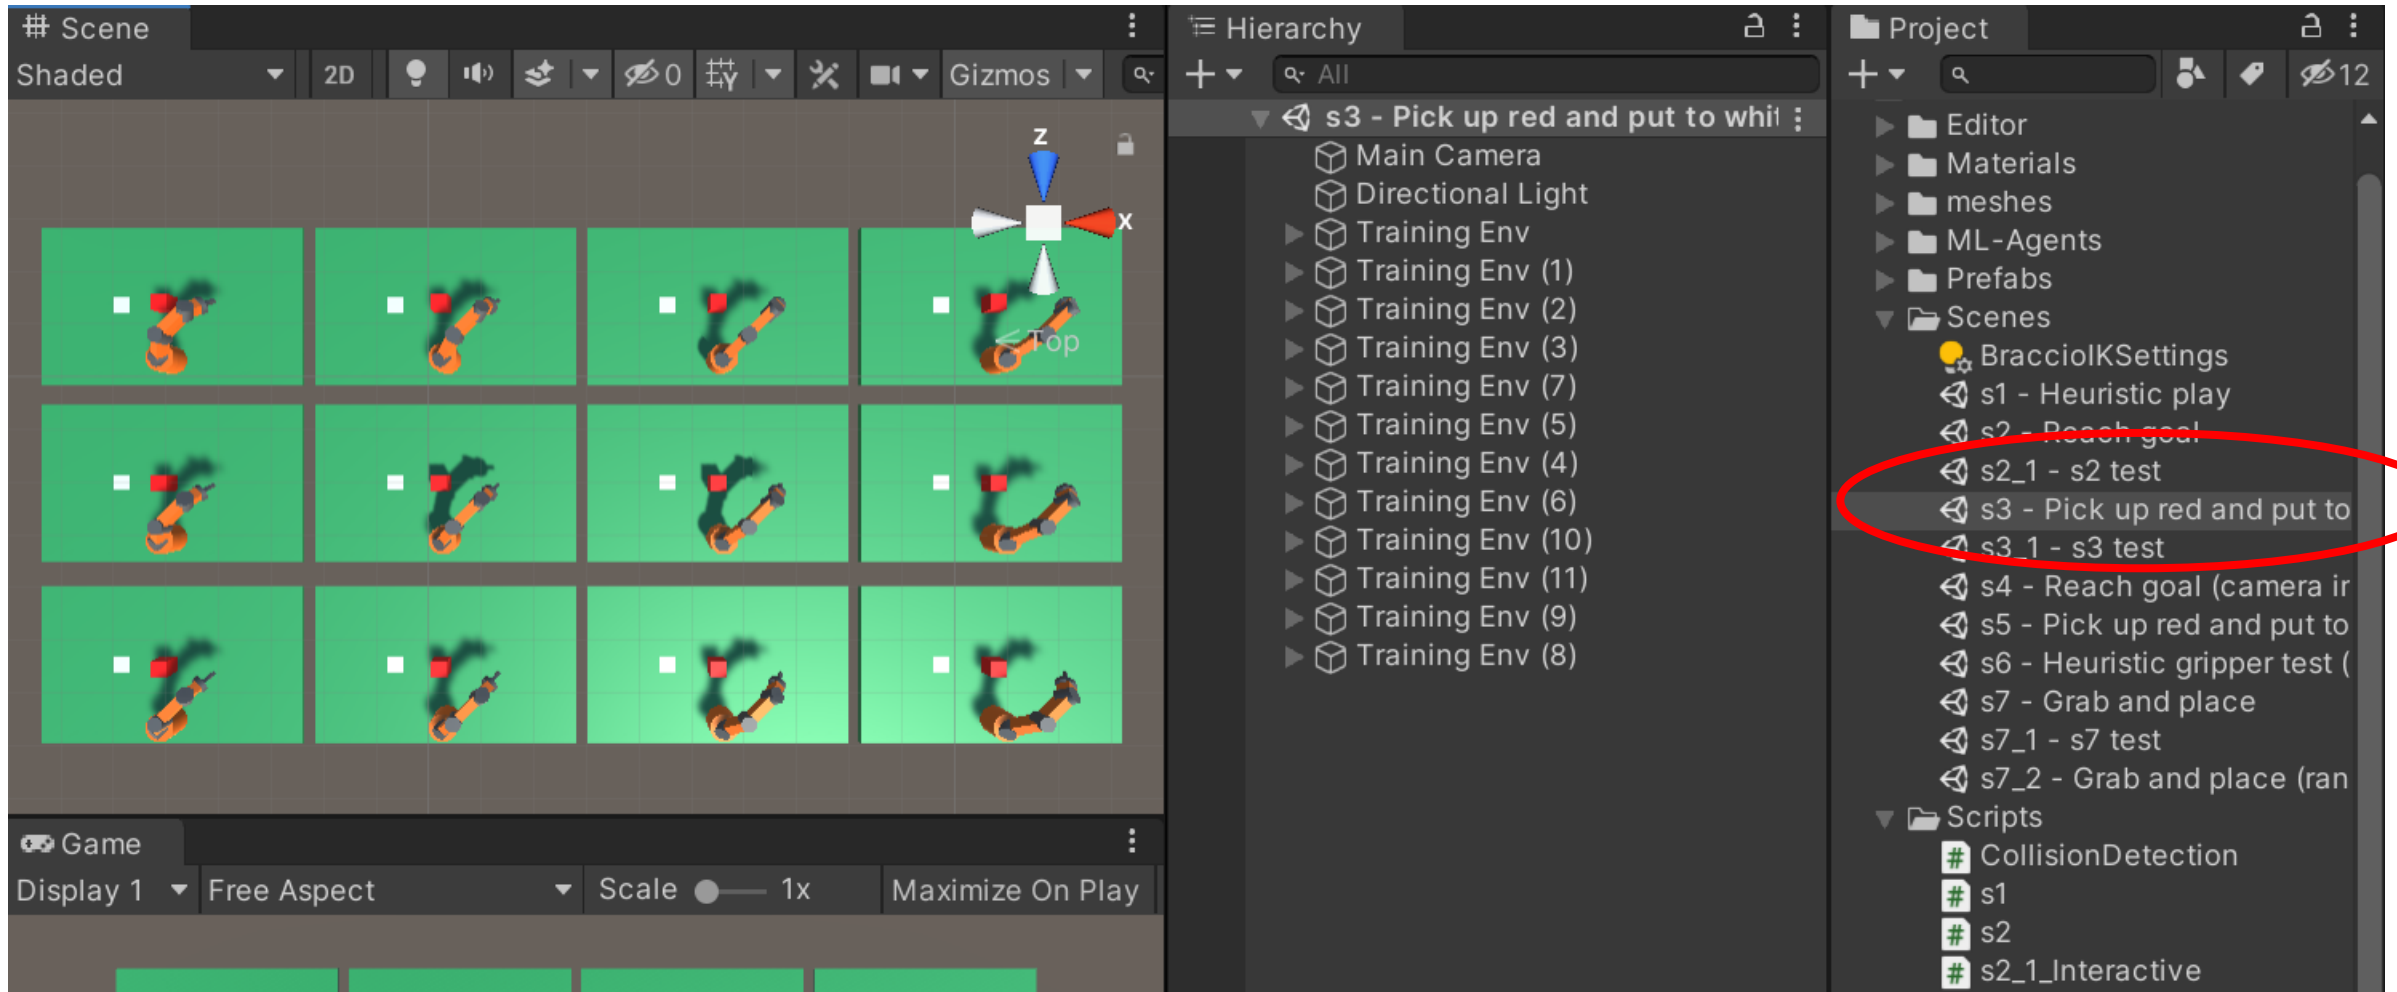 Scene
Shaded
2D
0
Gizmos
z
x
< Top
Game
Display 1
Free Aspect
Scale
1x
Maximize On Play
Hierarchy
All
s3 - Pick up red and put to whit
Main Camera
Directional Light
Training Env
Training Env (1)
Training Env (2)
Training Env (3)
Training Env (7)
Training Env (5)
Training Env (4)
Training Env (6)
Training Env (10)
Training Env (11)
Training Env (9)
Training Env (8)
Project
12
Editor
Materials
meshes
ML-Agents
Prefabs
Scenes
BraccioIKSettings
s1 - Heuristic play
s2 - Reach goal
s2_1 - s2 test
s3 - Pick up red and put to
s3_1 - s3 test
s4 - Reach goal (camera ir
s5 - Pick up red and put to
s6 - Heuristic gripper test (
s7 - Grab and place
s7_1 - s7 test
s7_2 - Grab and place (ran
Scripts
CollisionDetection
s1
s2
s2_1_Interactive